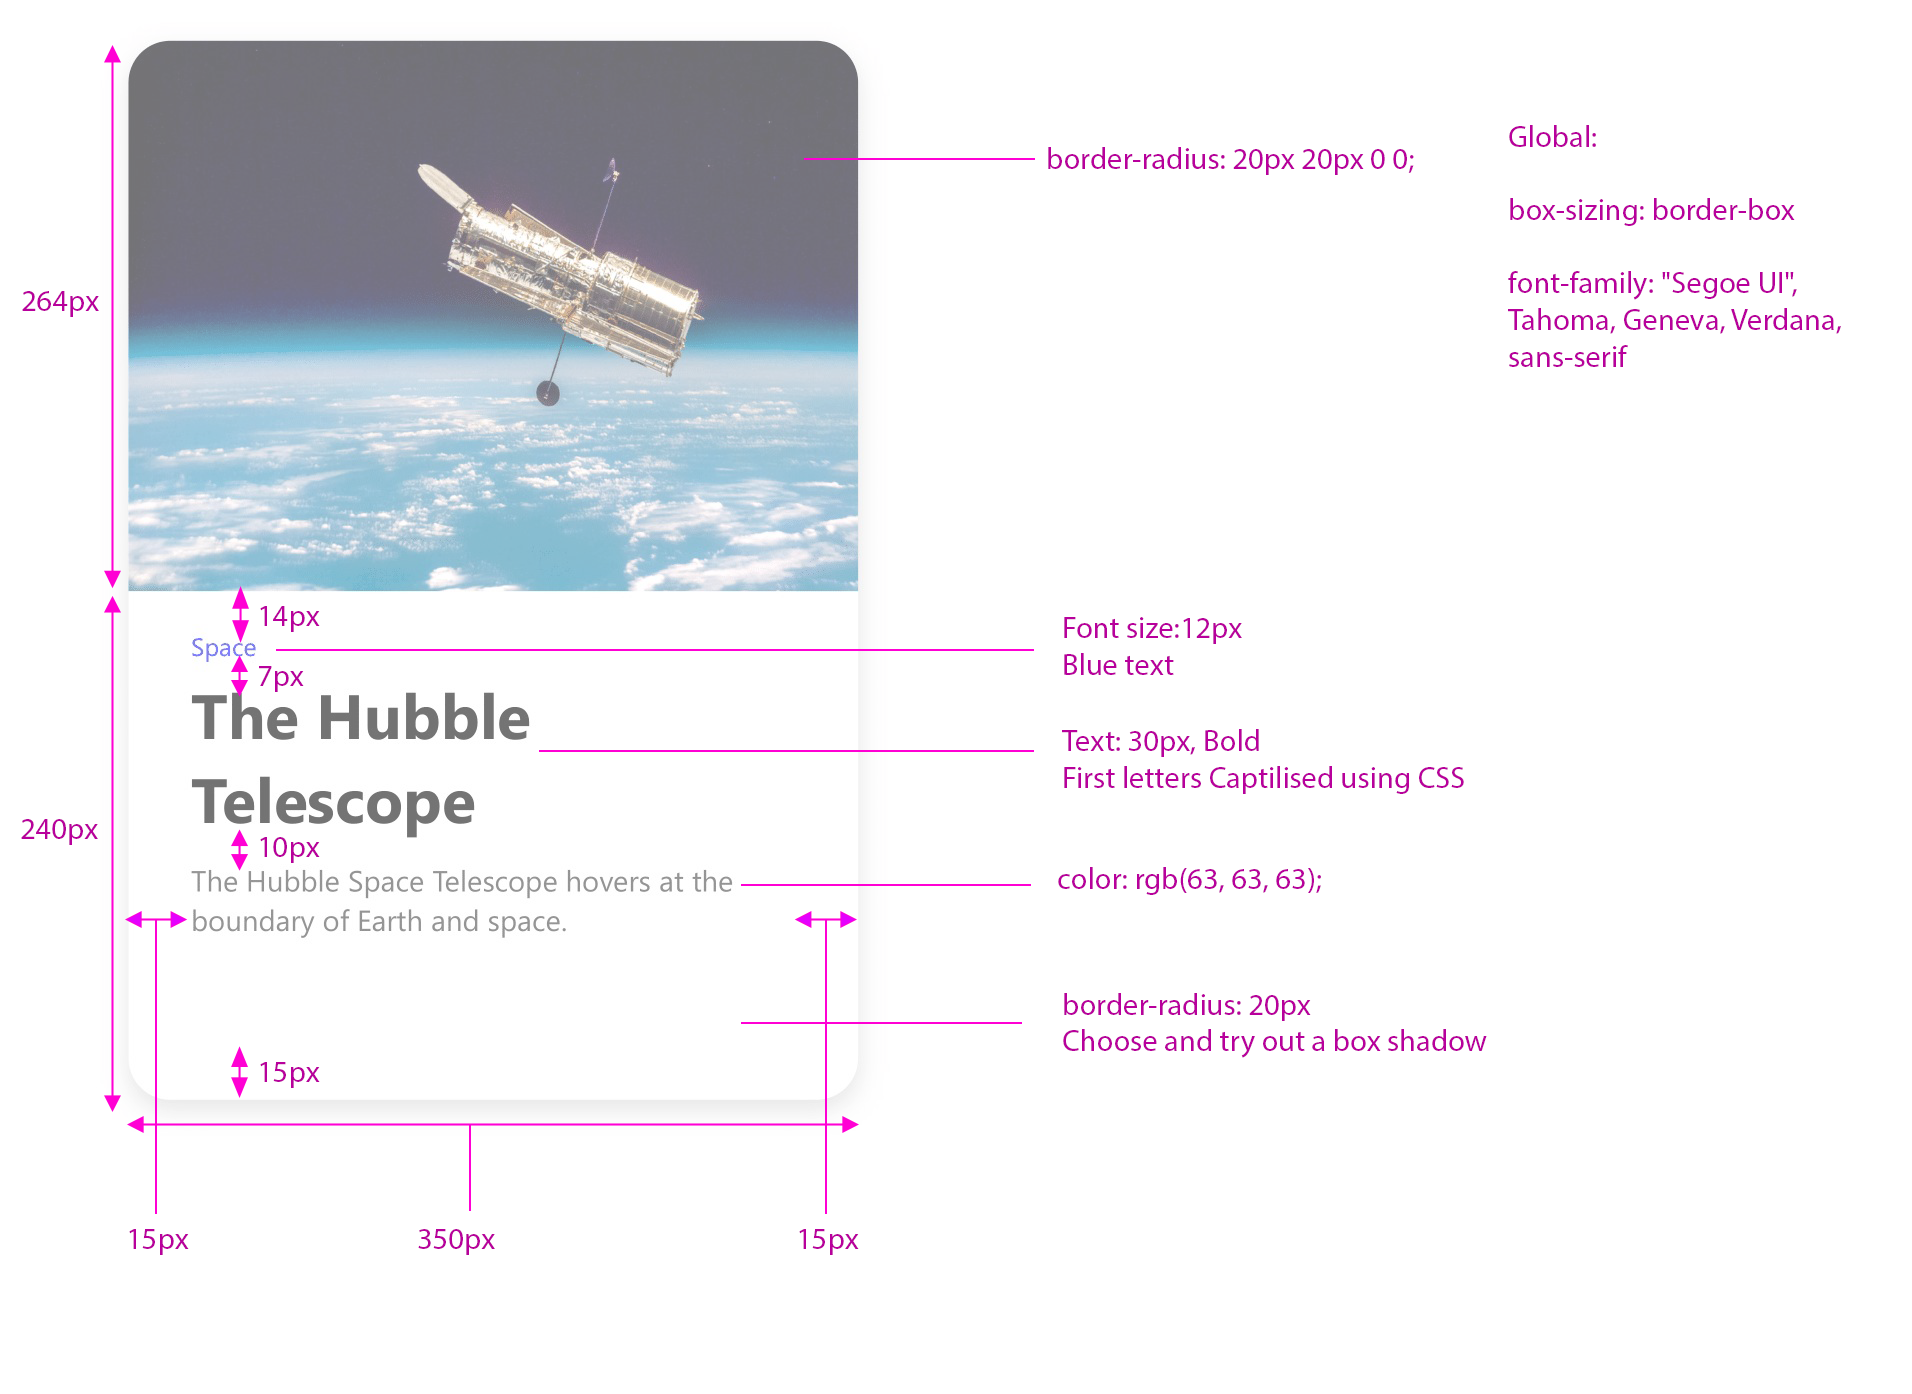 264px
border-radius: 20px 20px 0 0;
Global:
box-sizing: border-box
font-family: "Segoe UI",
Tahoma, Geneva, Verdana,
sans-serif
14px
Space
7px
Font size:12px
Blue text
The Hubble
Telescope
Text: 30px, Bold
First letters Captilised using CSS
240px
10px
The Hubble Space Telescope hovers at the
boundary of Earth and space.
color: rgb(63, 63, 63);
border-radius: 20px
Choose and try out a box shadow
15px
15px
350px
15px